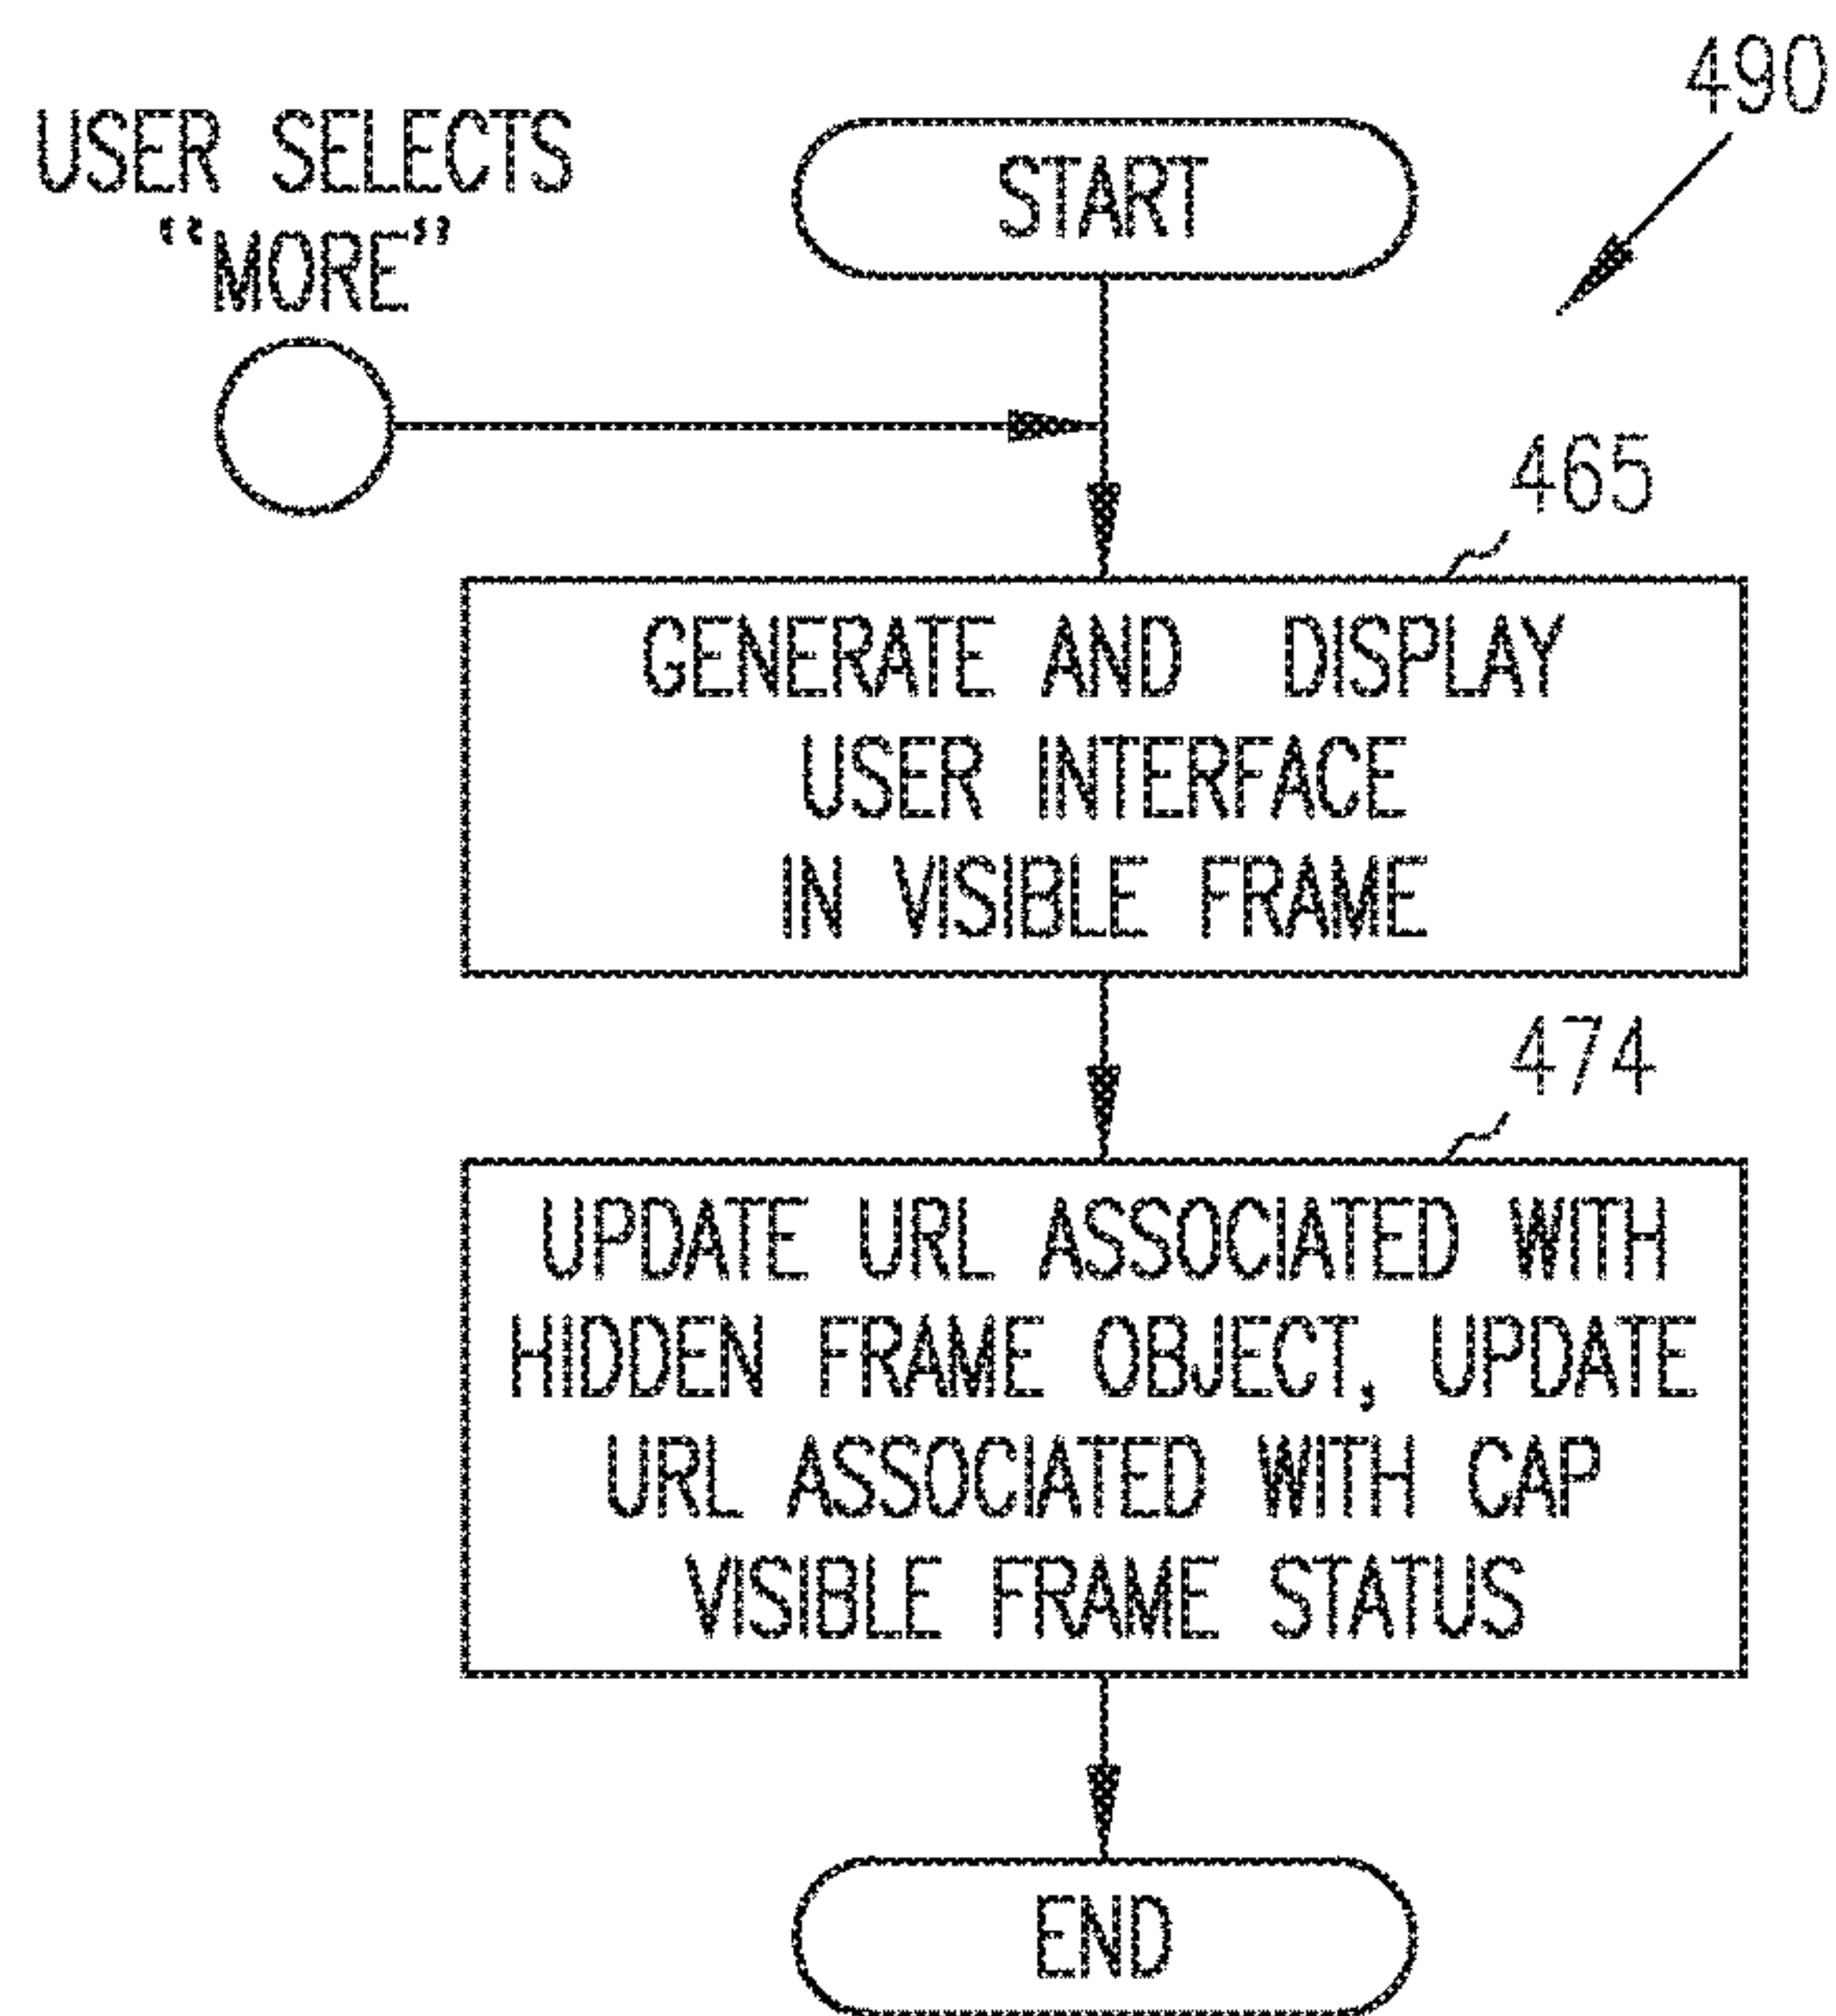 490
USER SELECTS
“MORE”
START
465
GENERATE AND DISPLAY
USER INTERFACE
IN VISIBLE FRAME
474
UPDATE URL ASSOCIATED WITH
HIDDEN FRAME OBJECT, UPDATE
URL ASSOCIATED WITH CAP
VISIBLE FRAME STATUS
END